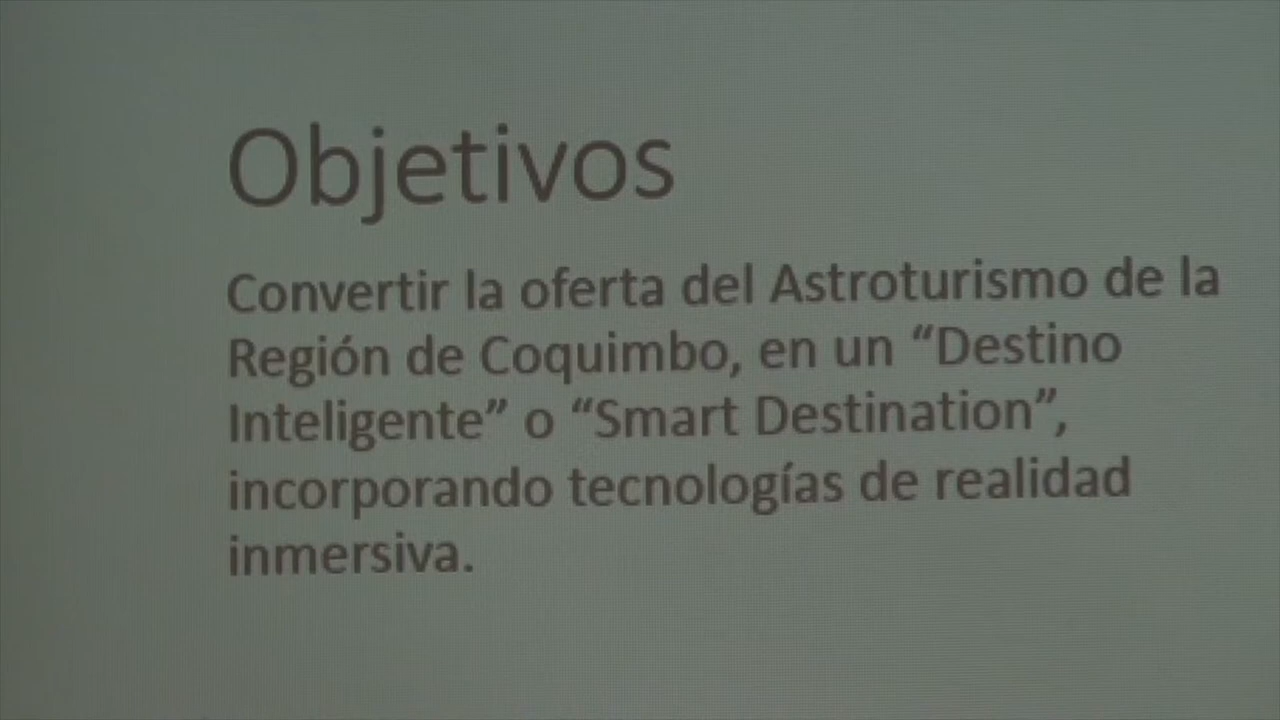 Objetivos
Convertir la oferta del Astroturismo de la
Región de Coquimbo, en un “Destino
Inteligente” o “Smart Destination”,
incorporando tecnologías de realidad
inmersiva.